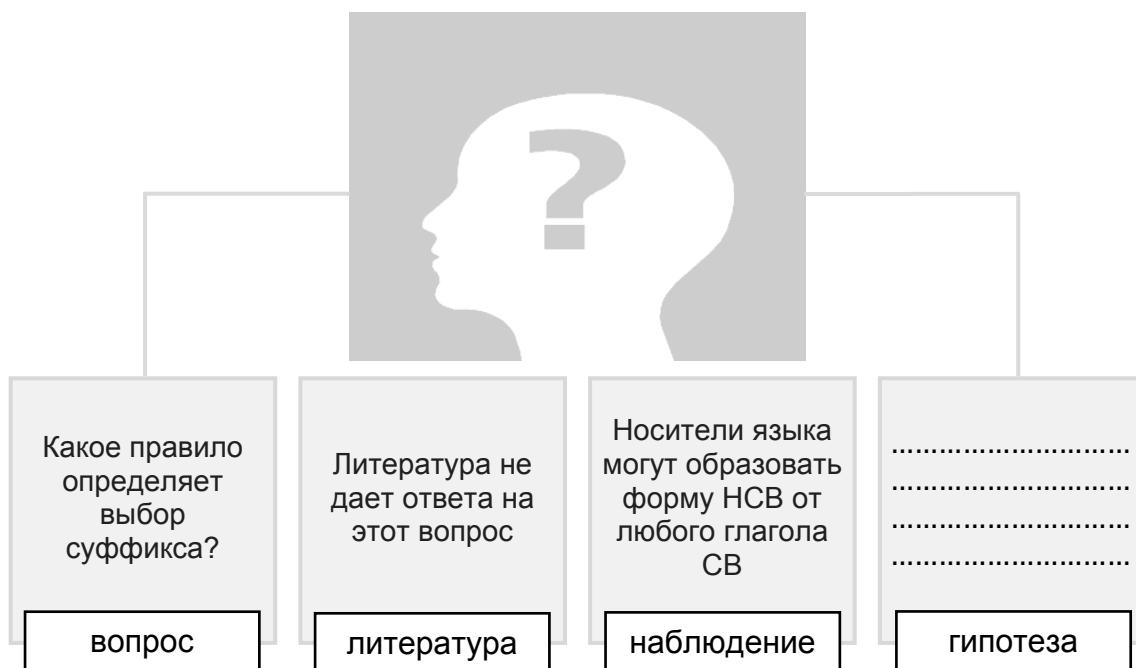 ?
Какое правило
определяет
выбор
суффикса?
вопрос
Литература не
дает ответа на
этот вопрос
литература
Носители языка
могут образовать
форму НСВ от
любого глагола
СВ
наблюдение
…………………………
…………………………
…………………………
…………………………
гипотеза